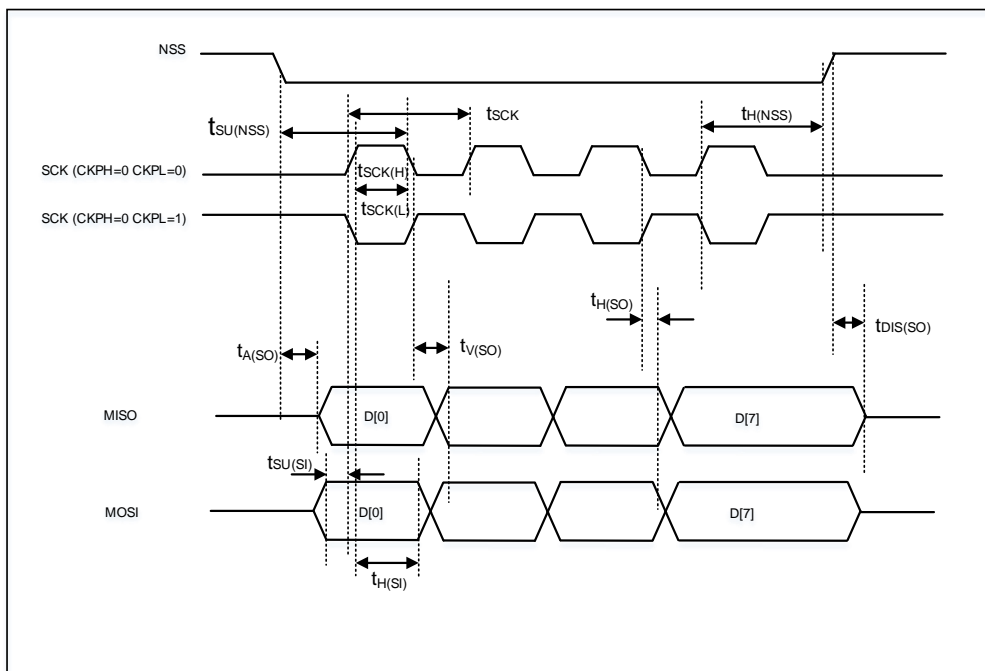 NSS
tSCK
tH(NSS)
tSU(NSS)
SCK (CKPH=0 CKPL=0)
tSCK(H)
tSCK(L)
SCK (CKPH=0 CKPL=1)
tH(SO)
tDIS(SO)
tV(SO)
tA(SO)
MISO
D[0]
D[7]
tSU(SI)
MOSI
D[0]
D[7]
tH(SI)